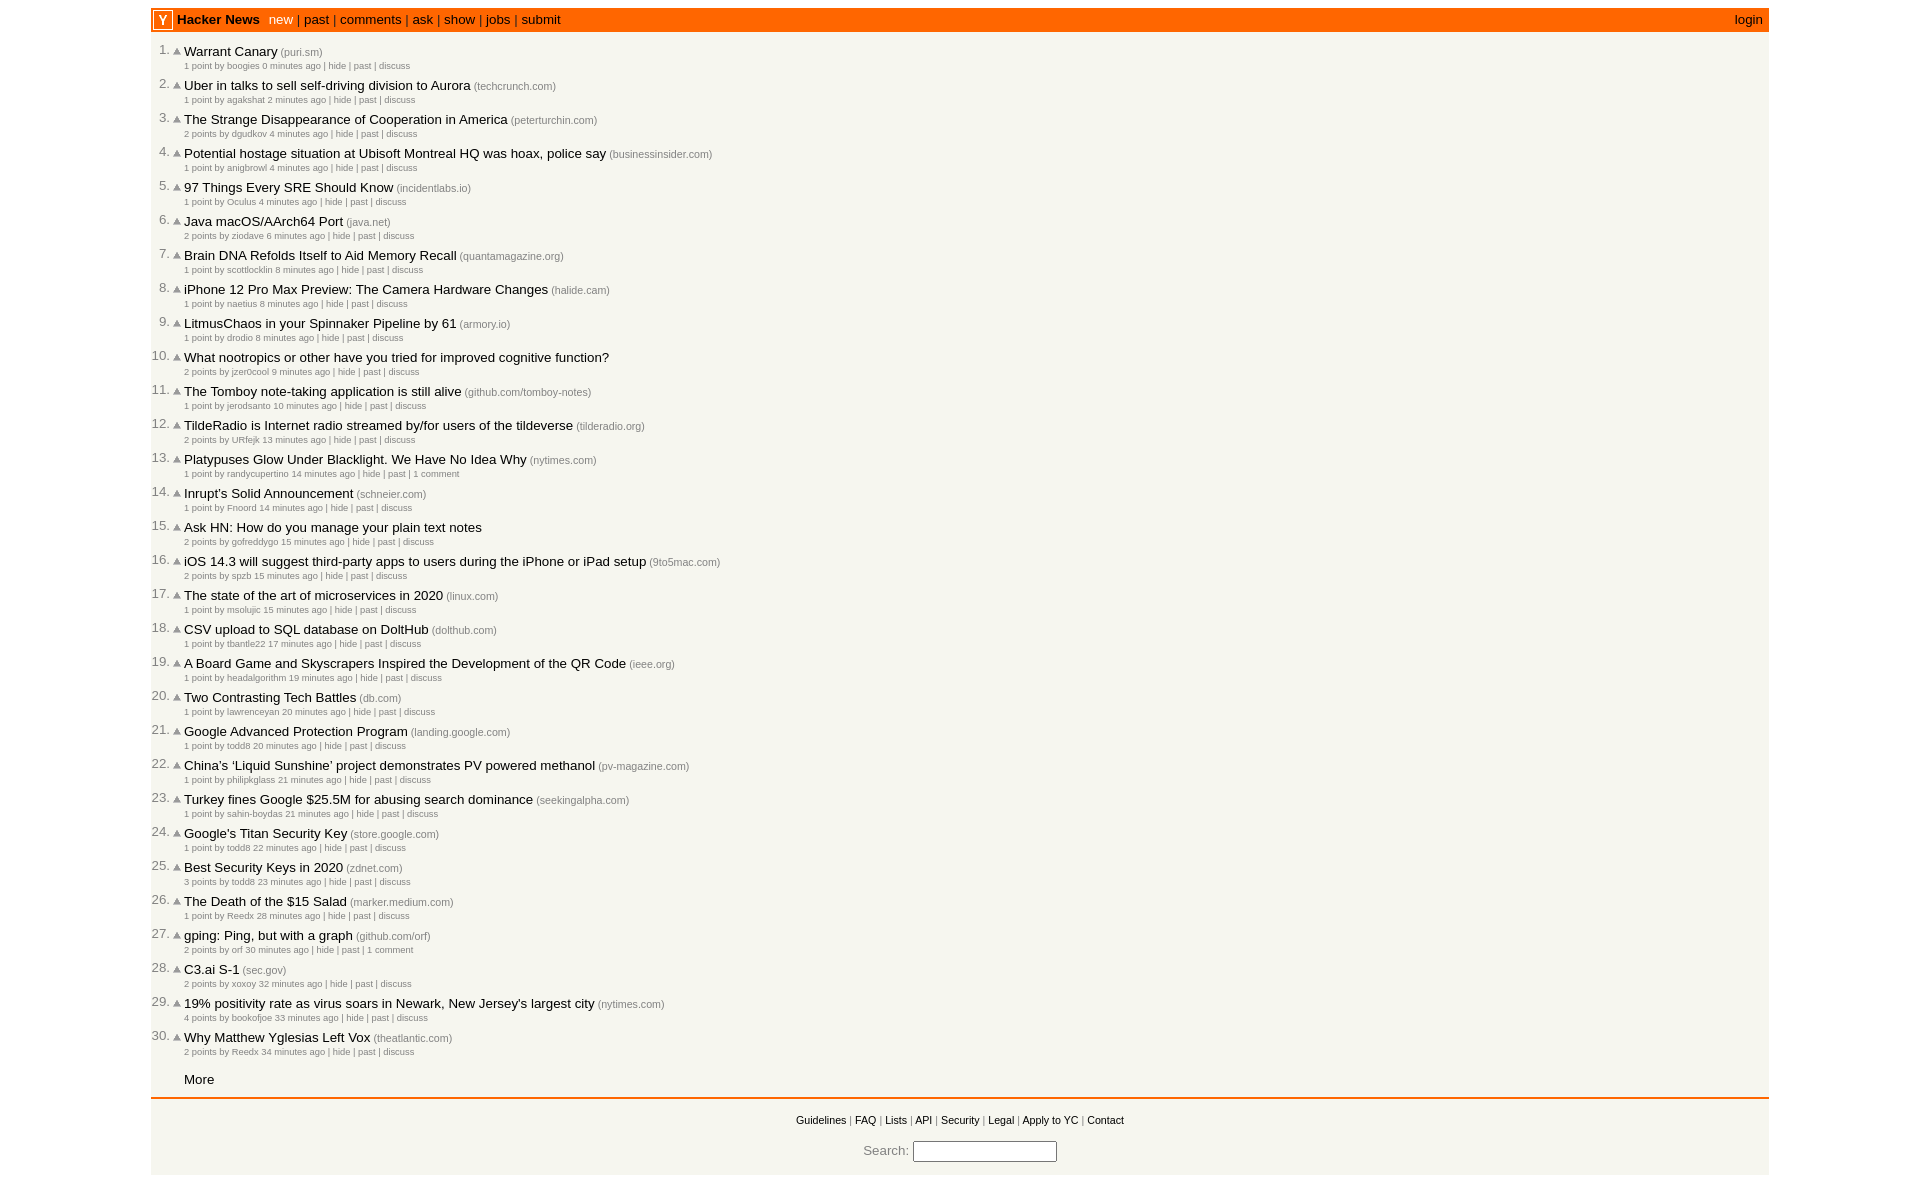 Y Hacker News new | past | comments | ask | show | jobs | submit login
1. Warrant Canary (puri.sm)
1 point by boogies 0 minutes ago | hide | past | discuss
2. Uber in talks to sell self-driving division to Aurora (techcrunch.com)
1 point by agakshat 2 minutes ago | hide | past | discuss
3. The Strange Disappearance of Cooperation in America (peterturchin.com)
2 points by dgudkov 4 minutes ago | hide | past | discuss
4. Potential hostage situation at Ubisoft Montreal HQ was hoax, police say (businessinsider.com)
1 point by anigbrowl 4 minutes ago | hide | past | discuss
5. 97 Things Every SRE Should Know (incidentlabs.io)
1 point by Oculus 4 minutes ago | hide | past | discuss
6. Java macOS/AArch64 Port (java.net)
2 points by ziodave 6 minutes ago | hide | past | discuss
7. Brain DNA Refolds Itself to Aid Memory Recall (quantamagazine.org)
1 point by scottlocklin 8 minutes ago | hide | past | discuss
8. iPhone 12 Pro Max Preview: The Camera Hardware Changes (halide.cam)
1 point by naetius 8 minutes ago | hide | past | discuss
9. LitmusChaos in your Spinnaker Pipeline by 61 (armory.io)
1 point by drodio 8 minutes ago | hide | past | discuss
10. What nootropics or other have you tried for improved cognitive function?
2 points by jzer0cool 9 minutes ago | hide | past | discuss
11. The Tomboy note-taking application is still alive (github.com/tomboy-notes)
1 point by jerodsanto 10 minutes ago | hide | past | discuss
12. TildeRadio is Internet radio streamed by/for users of the tildeverse (tilderadio.org)
2 points by URfejk 13 minutes ago | hide | past | discuss
13. Platypuses Glow Under Blacklight. We Have No Idea Why (nytimes.com)
1 point by randycupertino 14 minutes ago | hide | past | 1 comment
14. Inrupt’s Solid Announcement (schneier.com)
1 point by Fnoord 14 minutes ago | hide | past | discuss
15. Ask HN: How do you manage your plain text notes
2 points by gofreddygo 15 minutes ago | hide | past | discuss
16. iOS 14.3 will suggest third-party apps to users during the iPhone or iPad setup (9to5mac.com)
2 points by spzb 15 minutes ago | hide | past | discuss
17. The state of the art of microservices in 2020 (linux.com)
1 point by msolujic 15 minutes ago | hide | past | discuss
18. CSV upload to SQL database on DoltHub (dolthub.com)
1 point by tbantle22 17 minutes ago | hide | past | discuss
19. A Board Game and Skyscrapers Inspired the Development of the QR Code (ieee.org)
1 point by headalgorithm 19 minutes ago | hide | past | discuss
20. Two Contrasting Tech Battles (db.com)
1 point by lawrenceyan 20 minutes ago | hide | past | discuss
21. Google Advanced Protection Program (landing.google.com)
1 point by todd8 20 minutes ago | hide | past | discuss
22. China’s ‘Liquid Sunshine’ project demonstrates PV powered methanol (pv-magazine.com)
1 point by philipkglass 21 minutes ago | hide | past | discuss
23. Turkey fines Google $25.5M for abusing search dominance (seekingalpha.com)
1 point by sahin-boydas 21 minutes ago | hide | past | discuss
24. Google's Titan Security Key (store.google.com)
1 point by todd8 22 minutes ago | hide | past | discuss
25. Best Security Keys in 2020 (zdnet.com)
3 points by todd8 23 minutes ago | hide | past | discuss
26. The Death of the $15 Salad (marker.medium.com)
1 point by Reedx 28 minutes ago | hide | past | discuss
27. gping: Ping, but with a graph (github.com/orf)
2 points by orf 30 minutes ago | hide | past | 1 comment
28. C3.ai S-1 (sec.gov)
2 points by xoxoy 32 minutes ago | hide | past | discuss
29. 19% positivity rate as virus soars in Newark, New Jersey's largest city (nytimes.com)
4 points by bookofjoe 33 minutes ago | hide | past | discuss
30. Why Matthew Yglesias Left Vox (theatlantic.com)
2 points by Reedx 34 minutes ago | hide | past | discuss
More
Guidelines | FAQ | Lists | API | Security | Legal | Apply to YC | Contact
Search: